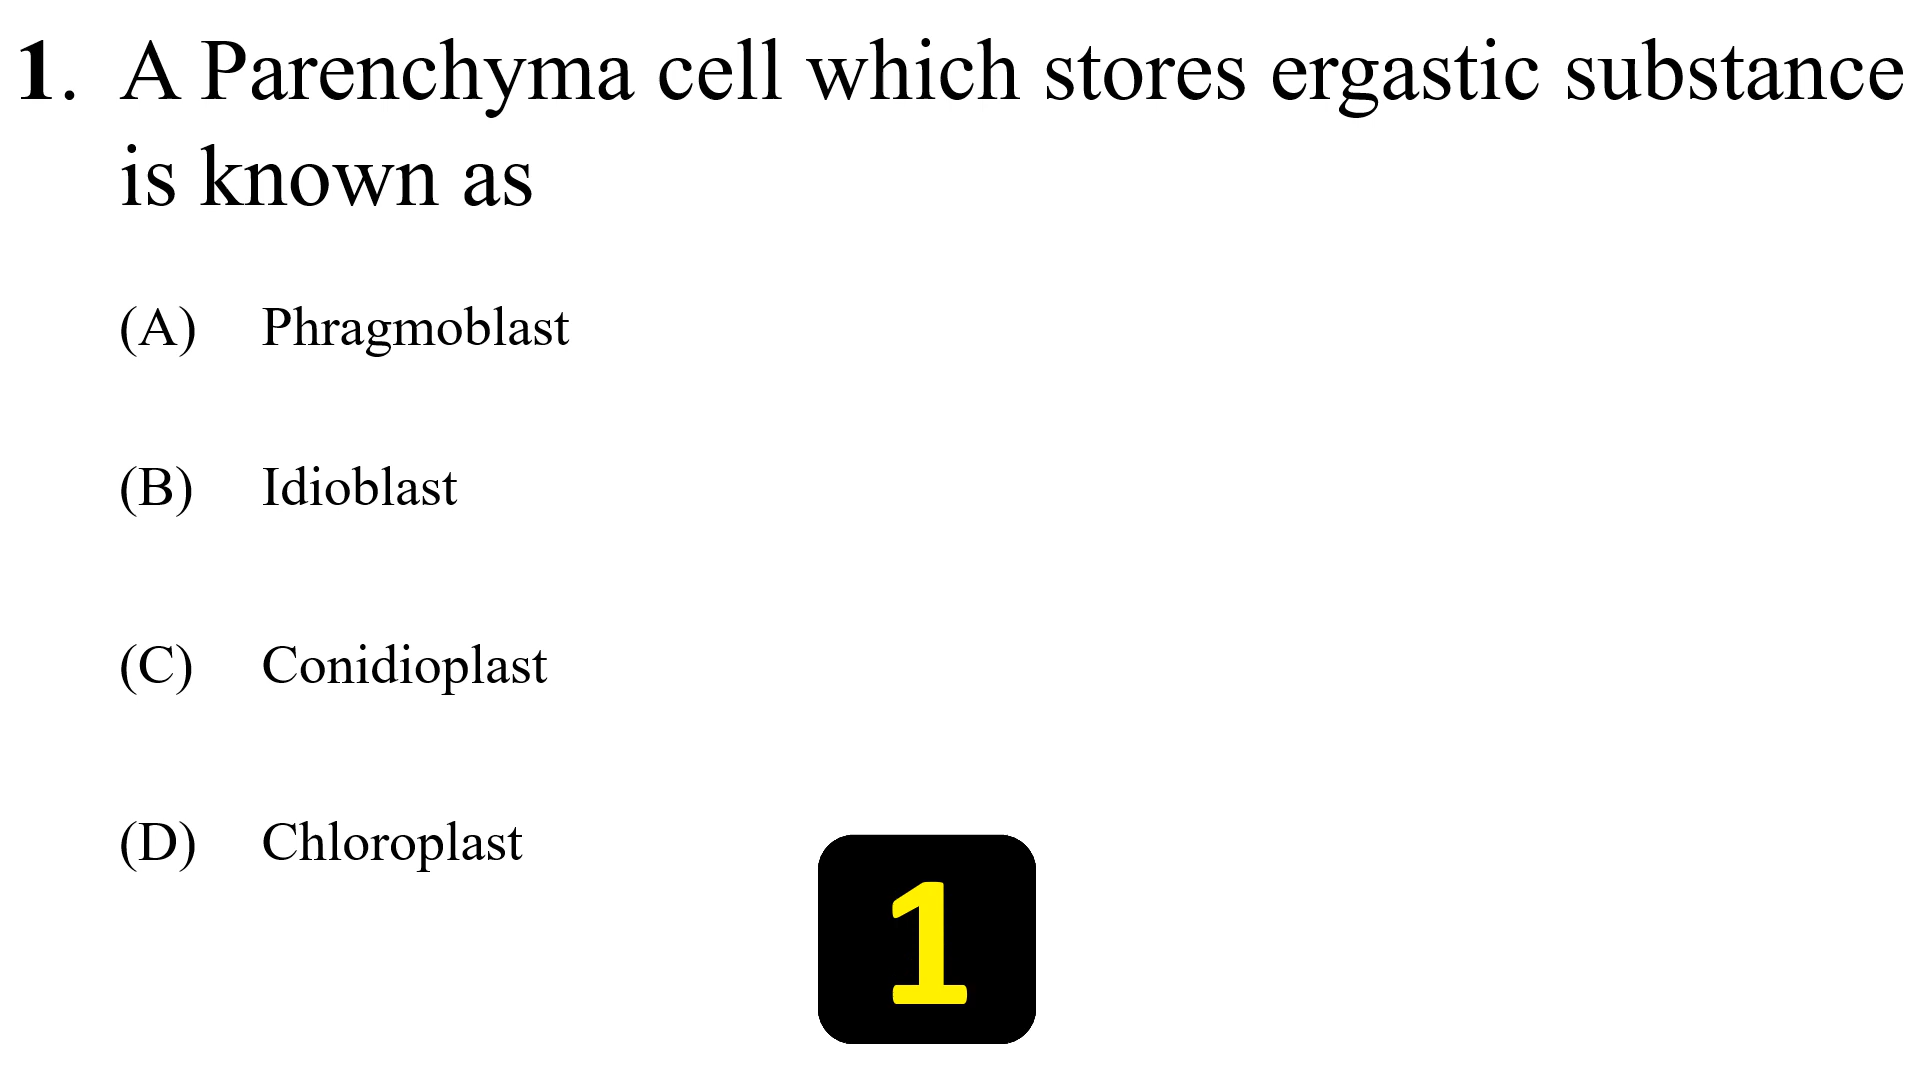 1. A Parenchyma cell which stores ergastic substance
is known as
(A) Phragmoblast
(B) Idioblast
(C) Conidioplast
(D) Chloroplast
1